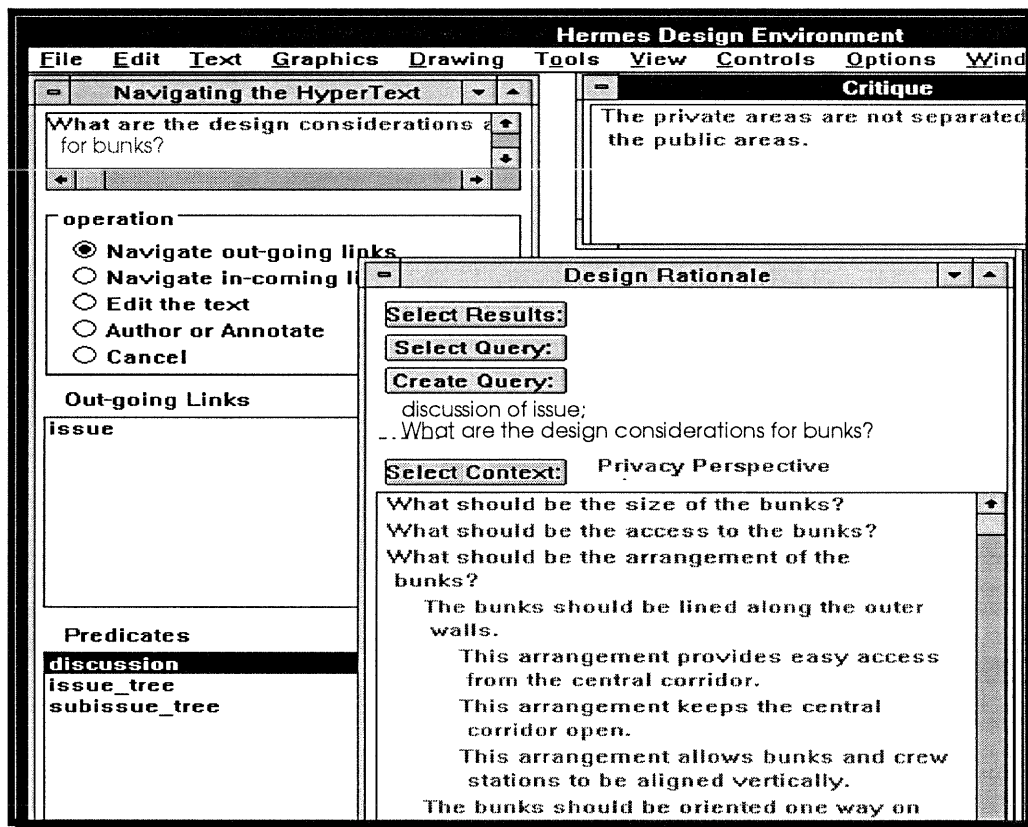 Hermes Design Environment
File Edit Text Graphics Drawing Tools View Controls Options Wind
Navigating the HyperText
What are the design considerations a
for bunks?
operation
Navigate out-going links
Navigate in-coming li
Edit the text
Author or Annotate
Cancel
Out-going Links
issue
Predicates
discussion
issue_tree
subissue_tree
Critique
The private areas are not separated
the public areas.
Design Rationale
Select Results:
Select Query:
Create Query:
discussion of issue;
What are the design considerations for bunks?
Select Context: Privacy Perspective
What should be the size of the bunks?
What should be the access to the bunks?
What should be the arrangement of the
bunks?
The bunks should be lined along the outer
walls.
This arrangement provides easy access
from the central corridor.
This arrangement keeps the central
corridor open.
This arrangement allows bunks and crew
stations to be aligned vertically.
The bunks should be oriented one way on